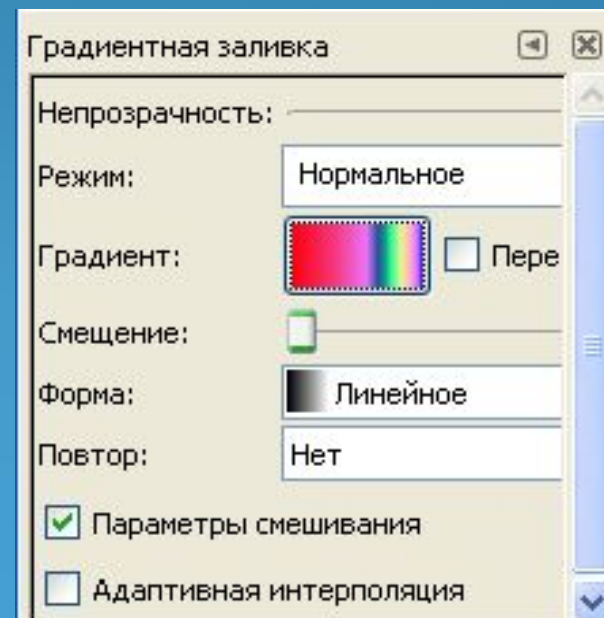 Градиентная заливка
Непрозрачность:
Режим: Нормальное
Градиент: Пере
Смещение:
Форма: Линейное
Повтор: Нет
Параметры смешивания
Адаптивная интерполяция